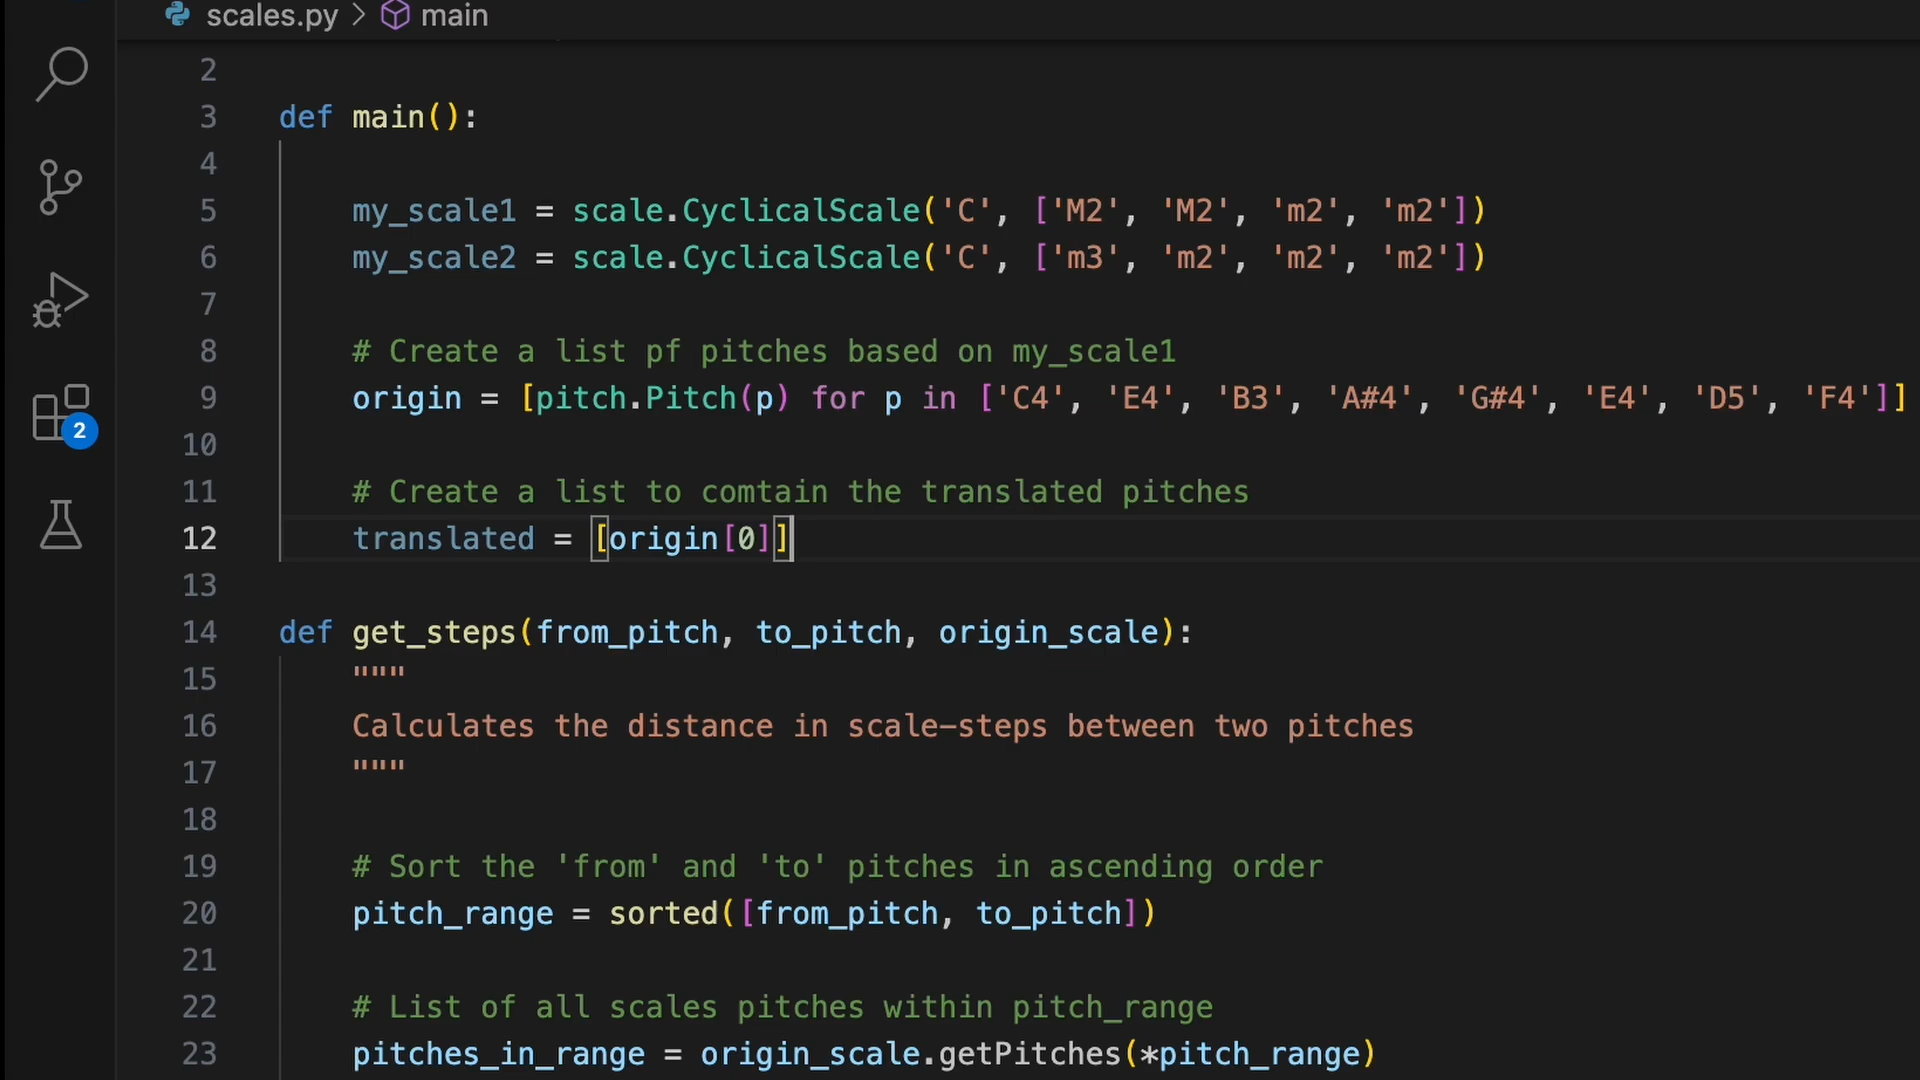 scales.py > main
2
3 def main():
4
5 my_scale1 = scale.CyclicalScale('C', ['M2', 'M2', 'm2', 'm2'])
6 my_scale2 = scale.CyclicalScale('C', ['m3', 'm2', 'm2', 'm2'])
7
8 # Create a list pf pitches based on my_scale1
9 origin = [pitch.Pitch(p) for p in ['C4', 'E4', 'B3', 'A#4', 'G#4', 'E4', 'D5', 'F4']]
10
11 # Create a list to comtain the translated pitches
12 translated = [origin[0]]
13
14 def get_steps(from_pitch, to_pitch, origin_scale):
15 """
16 Calculates the distance in scale-steps between two pitches
17 """
18
19 # Sort the 'from' and 'to' pitches in ascending order
20 pitch_range = sorted([from_pitch, to_pitch])
21
22 # List of all scales pitches within pitch_range
23 pitches_in_range = origin_scale.getPitches(*pitch_range)
2